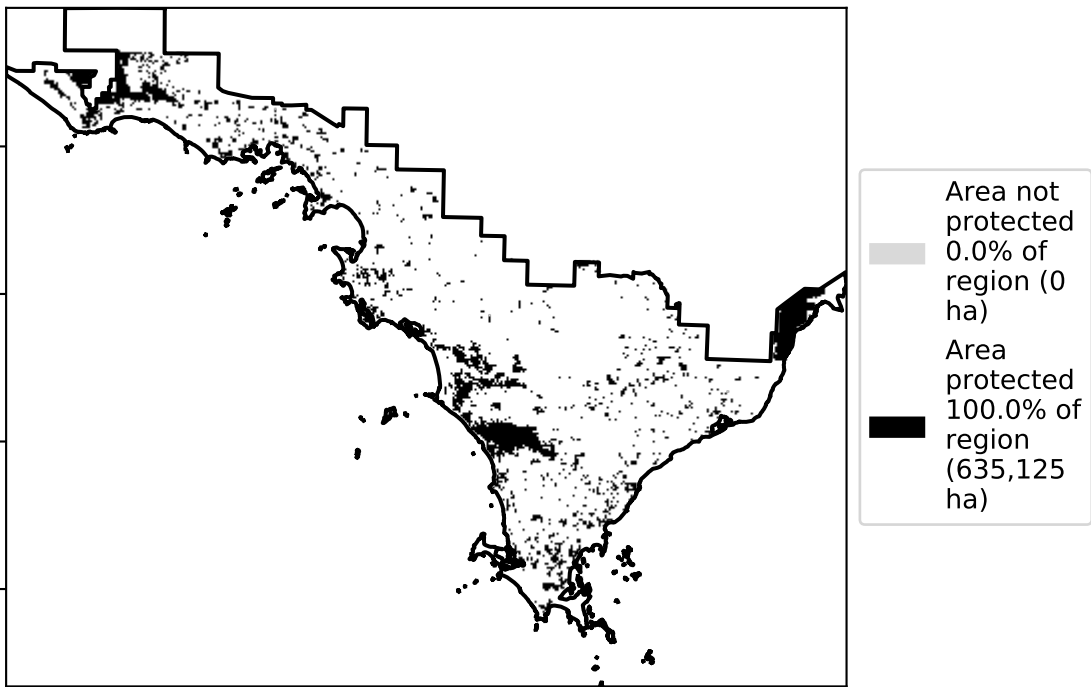 Area not
protected
0.0% of
region (0
ha)
Area
protected
100.0% of
region
(635,125
ha)